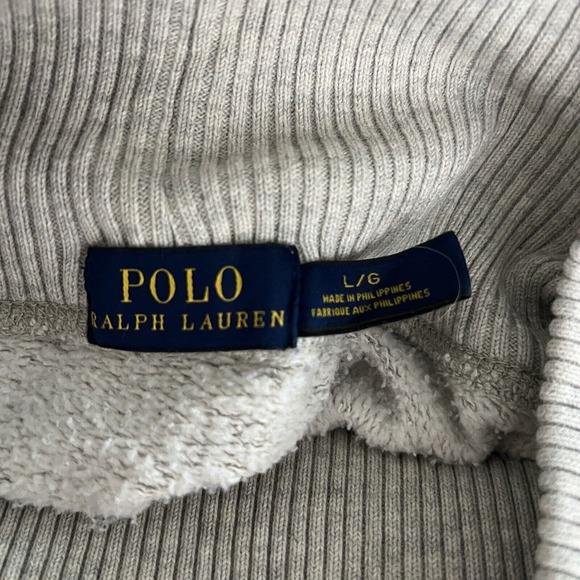 POLO
RALPH LAUREN
L/G
MADE IN PHILIPPINES
FABRIQUE AUX PHILIPPINES